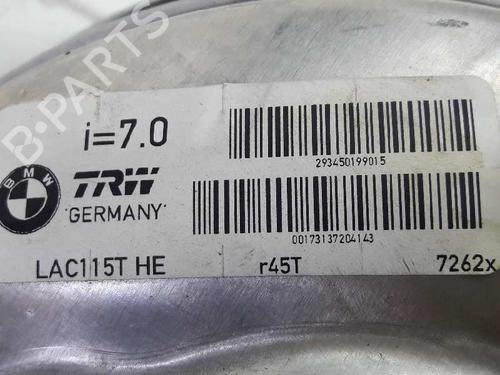 B-PARTS
i=7.0
293450199015
BMW
TRW
GERMANY
00173137204143
LAC115T HE r45T 7262x